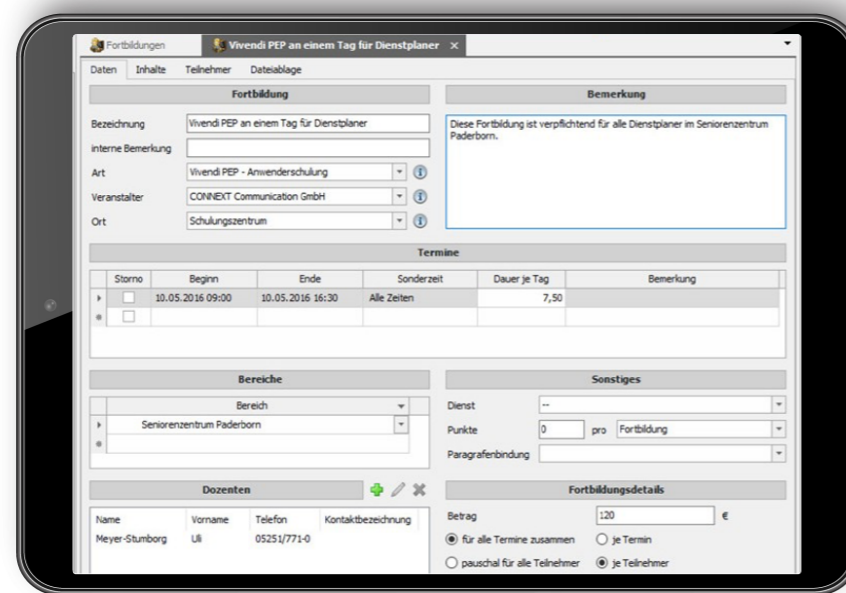 Fortbildungen
Vivendi PEP an einem Tag für Dienstplaner ×
Daten Inhalte Teilnehmer Dateiablage
Fortbildung
Bezeichnung Vivendi PEP an einem Tag für Dienstplaner
interne Bemerkung
Art Vivendi PEP - Anwenderschulung
Veranstalter CONNEXT Communication GmbH
Ort Schulungszentrum
Bemerkung
Diese Fortbildung ist verpflichtend für alle Dienstplaner im Seniorenzentrum
Paderborn.
Termine
Storno Beginn Ende Sonderzeit Dauer je Tag Bemerkung
10.05.2016 09:00 10.05.2016 16:30 Alle Zeiten 7,50
Bereiche
Bereich
Seniorenzentrum Paderborn
Sonstiges
Dienst --
Punkte 0 pro Fortbildung
Paragrafenbindung
Dozenten
Name Vorname Telefon Kontaktbezeichnung
Meyer-Stumborg Uli 05251/771-0
Fortbildungsdetails
Betrag 120 €
für alle Termine zusammen je Termin
pauschal für alle Teilnehmer je Teilnehmer